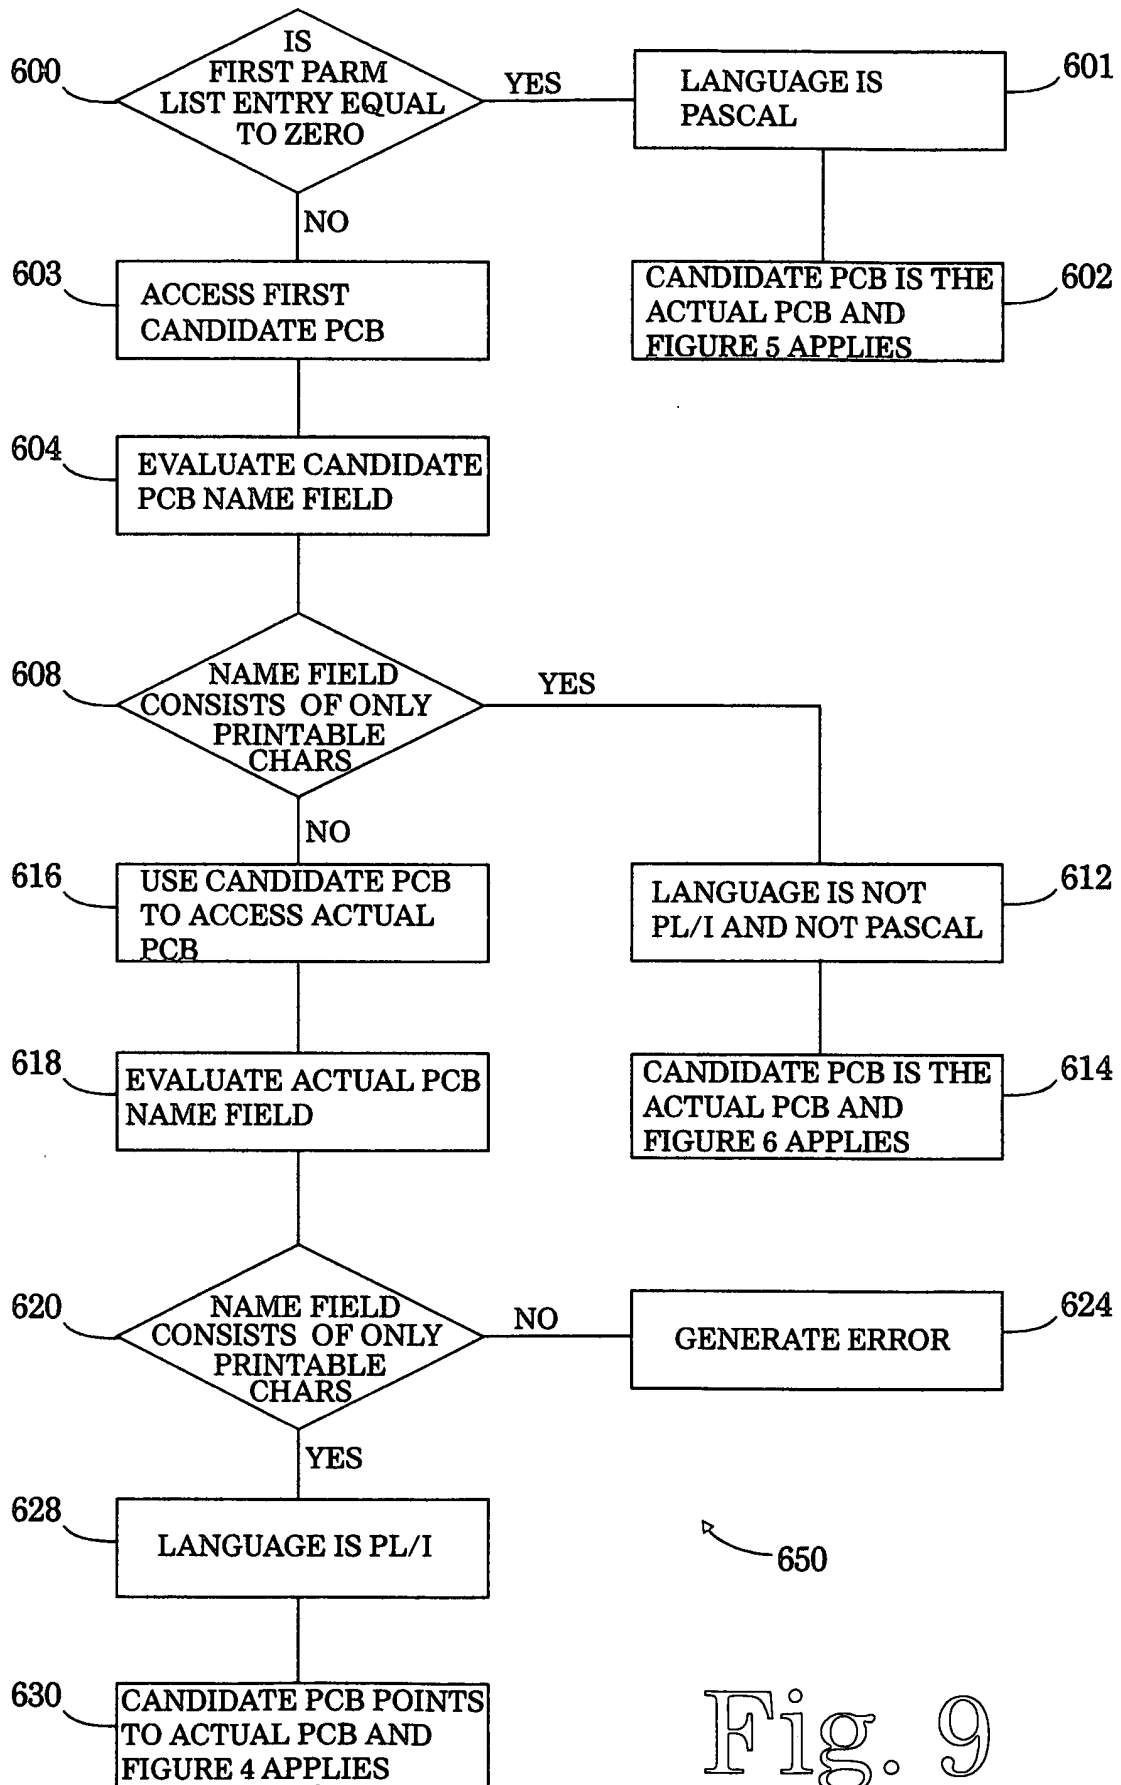 IS
FIRST PARM
LIST ENTRY EQUAL
TO ZERO
600
YES
LANGUAGE IS
PASCAL
601
NO
603
ACCESS FIRST
CANDIDATE PCB
CANDIDATE PCB IS THE
ACTUAL PCB AND
FIGURE 5 APPLIES
602
604
EVALUATE CANDIDATE
PCB NAME FIELD
608
NAME FIELD
CONSISTS OF ONLY
PRINTABLE
CHARS
YES
NO
616
USE CANDIDATE PCB
TO ACCESS ACTUAL
PCB
LANGUAGE IS NOT
PL/I AND NOT PASCAL
612
618
EVALUATE ACTUAL PCB
NAME FIELD
CANDIDATE PCB IS THE
ACTUAL PCB AND
FIGURE 6 APPLIES
614
620
NAME FIELD
CONSISTS OF ONLY
PRINTABLE
CHARS
NO
GENERATE ERROR
624
YES
628
LANGUAGE IS PL/I
650
630
CANDIDATE PCB POINTS
TO ACTUAL PCB AND
FIGURE 4 APPLIES
Fig. 9